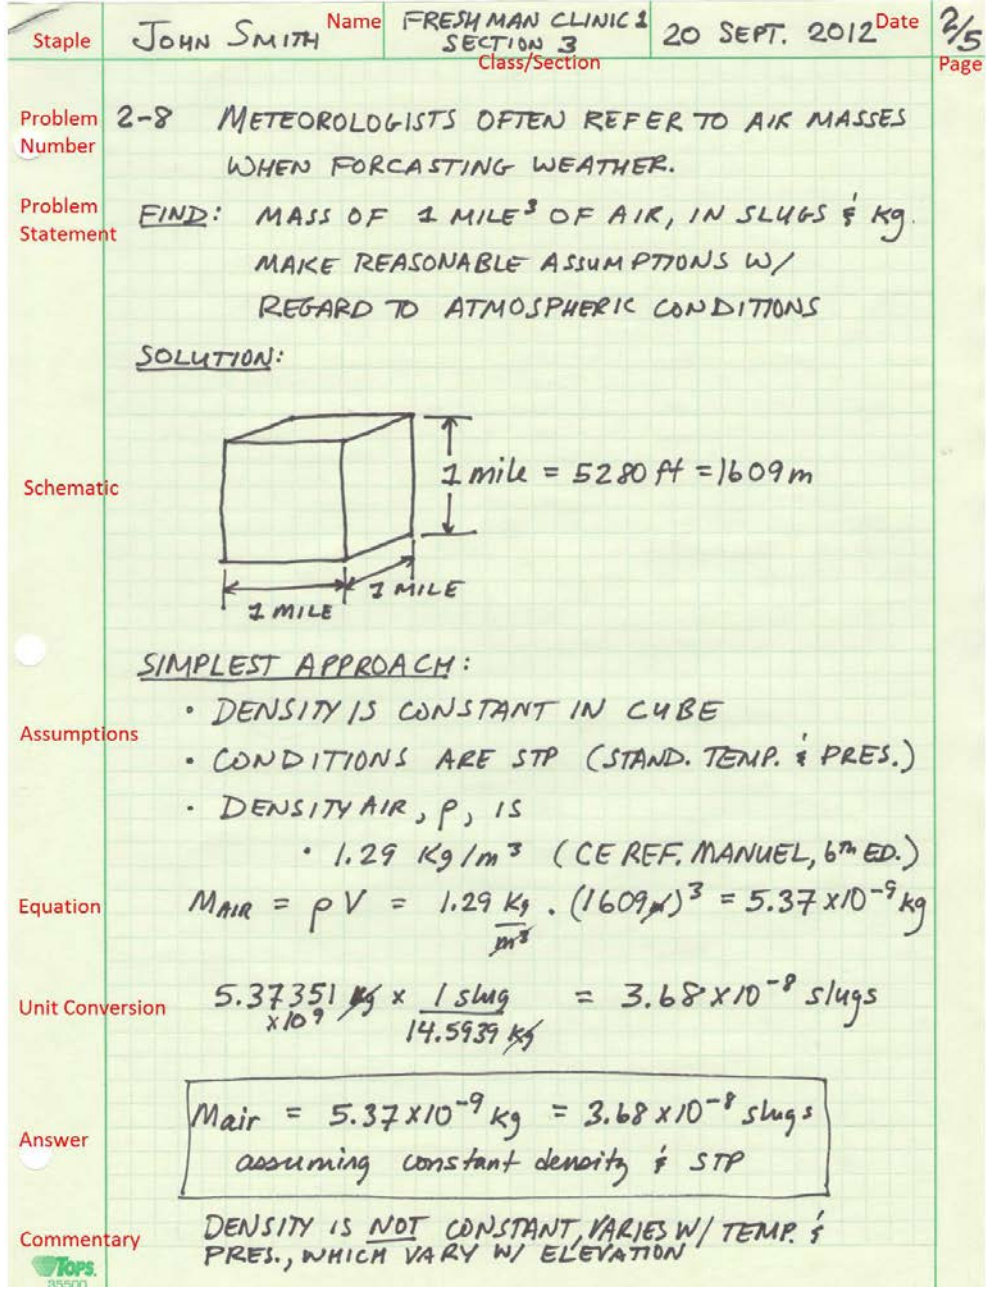 Staple
JOHN SMITH
Name
FRESHMAN CLINIC 1
SECTION 3
Class/Section
20 SEPT. 2012
Date
2/5
Page
Problem
Number
2-8 METEOROLOGISTS OFTEN REFER TO AIR MASSES
WHEN FORCASTING WEATHER.
Problem
Statement
FIND: MASS OF 1 MILE³ OF AIR, IN SLUGS & kg.
MAKE REASONABLE ASSUMPTIONS W/
REGARD TO ATMOSPHERIC CONDITIONS
SOLUTION:
Schematic
1 mile = 5280 ft = 1609 m
1 MILE
1 MILE
SIMPLEST APPROACH:
Assumptions
• DENSITY IS CONSTANT IN CUBE
• CONDITIONS ARE STP (STAND. TEMP. & PRES.)
• DENSITY AIR, ρ, IS
• 1.29 Kg/m³ (CE REF. MANUEL, 6TH ED.)
Equation
MAIR = ρV = 1.29 Kg/m³ · (1609m)³ = 5.37 x10⁻⁹ kg
Unit Conversion
5.37351 x10⁹ kg x 1 slug/14.5939 kg = 3.68 x10⁻⁸ slugs
Answer
Mair = 5.37 x10⁻⁹ kg = 3.68 x10⁻⁸ slugs
assuming constant density & STP
Commentary
DENSITY IS NOT CONSTANT, VARIES W/ TEMP. &
PRES., WHICH VARY W/ ELEVATION
TOPS.
35500